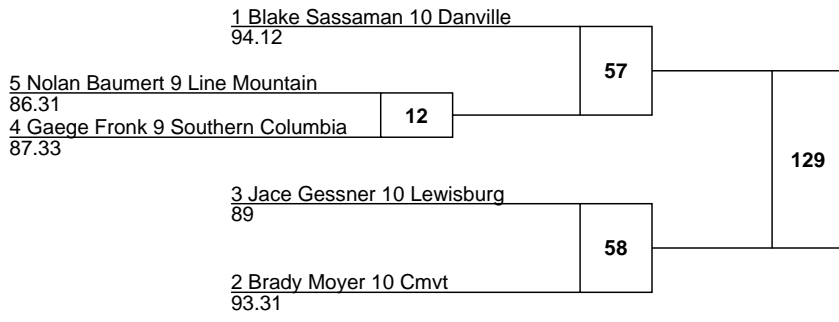 1 Blake Sassaman 10 Danville
94.12
57
5 Nolan Baumert 9 Line Mountain
86.31
12
4 Gaege Fronk 9 Southern Columbia
87.33
129
3 Jace Gessner 10 Lewisburg
89
58
2 Brady Moyer 10 Cmvt
93.31